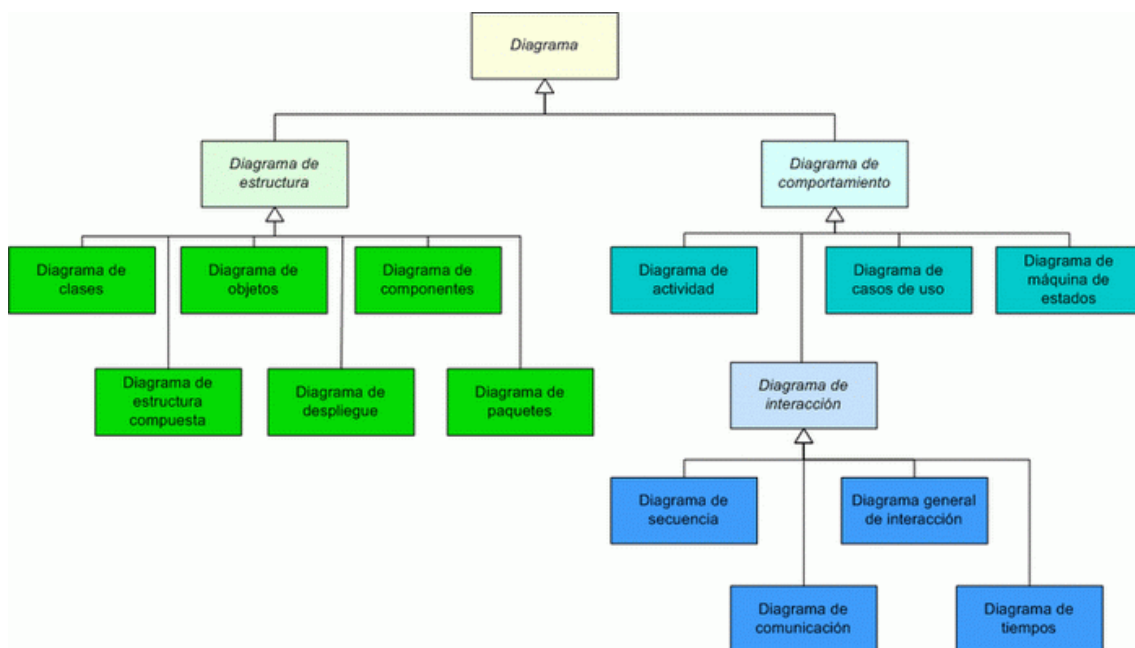 Diagrama
Diagrama de
estructura
Diagrama de
comportamiento
Diagrama de
clases
Diagrama de
objetos
Diagrama de
componentes
Diagrama de
actividad
Diagrama de
casos de uso
Diagrama de
máquina de
estados
Diagrama de
estructura
compuesta
Diagrama de
despliegue
Diagrama de
paquetes
Diagrama de
interacción
Diagrama de
secuencia
Diagrama general
de interacción
Diagrama de
comunicación
Diagrama de
tiempos